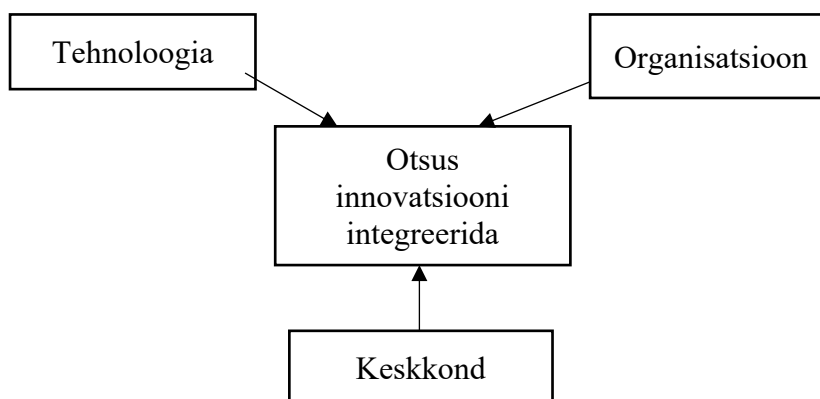 Tehnoloogia
Organisatsioon
Otsus
innovatsiooni
integreerida
Keskkond